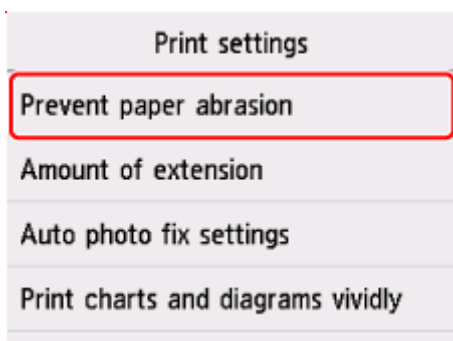 Print settings
Prevent paper abrasion
Amount of extension
Auto photo fix settings
Print charts and diagrams vividly